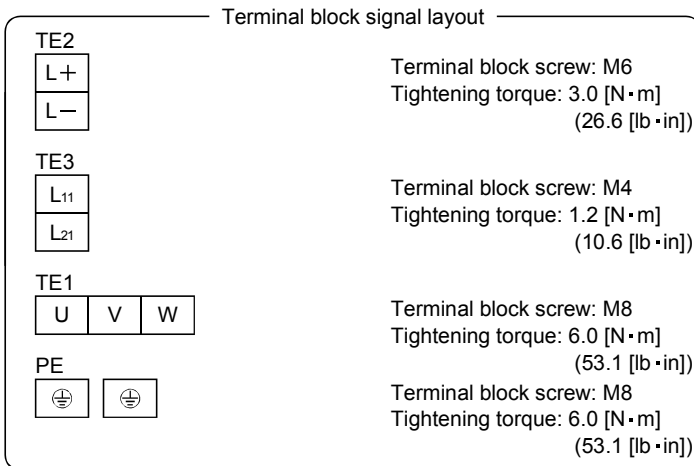 Terminal block signal layout
TE2
L+
L−
Terminal block screw: M6
Tightening torque: 3.0 [N▪m]
(26.6 [lb▪in])
TE3
L11
L21
Terminal block screw: M4
Tightening torque: 1.2 [N▪m]
(10.6 [lb▪in])
TE1
U V W
Terminal block screw: M8
Tightening torque: 6.0 [N▪m]
(53.1 [lb▪in])
PE
Terminal block screw: M8
Tightening torque: 6.0 [N▪m]
(53.1 [lb▪in])